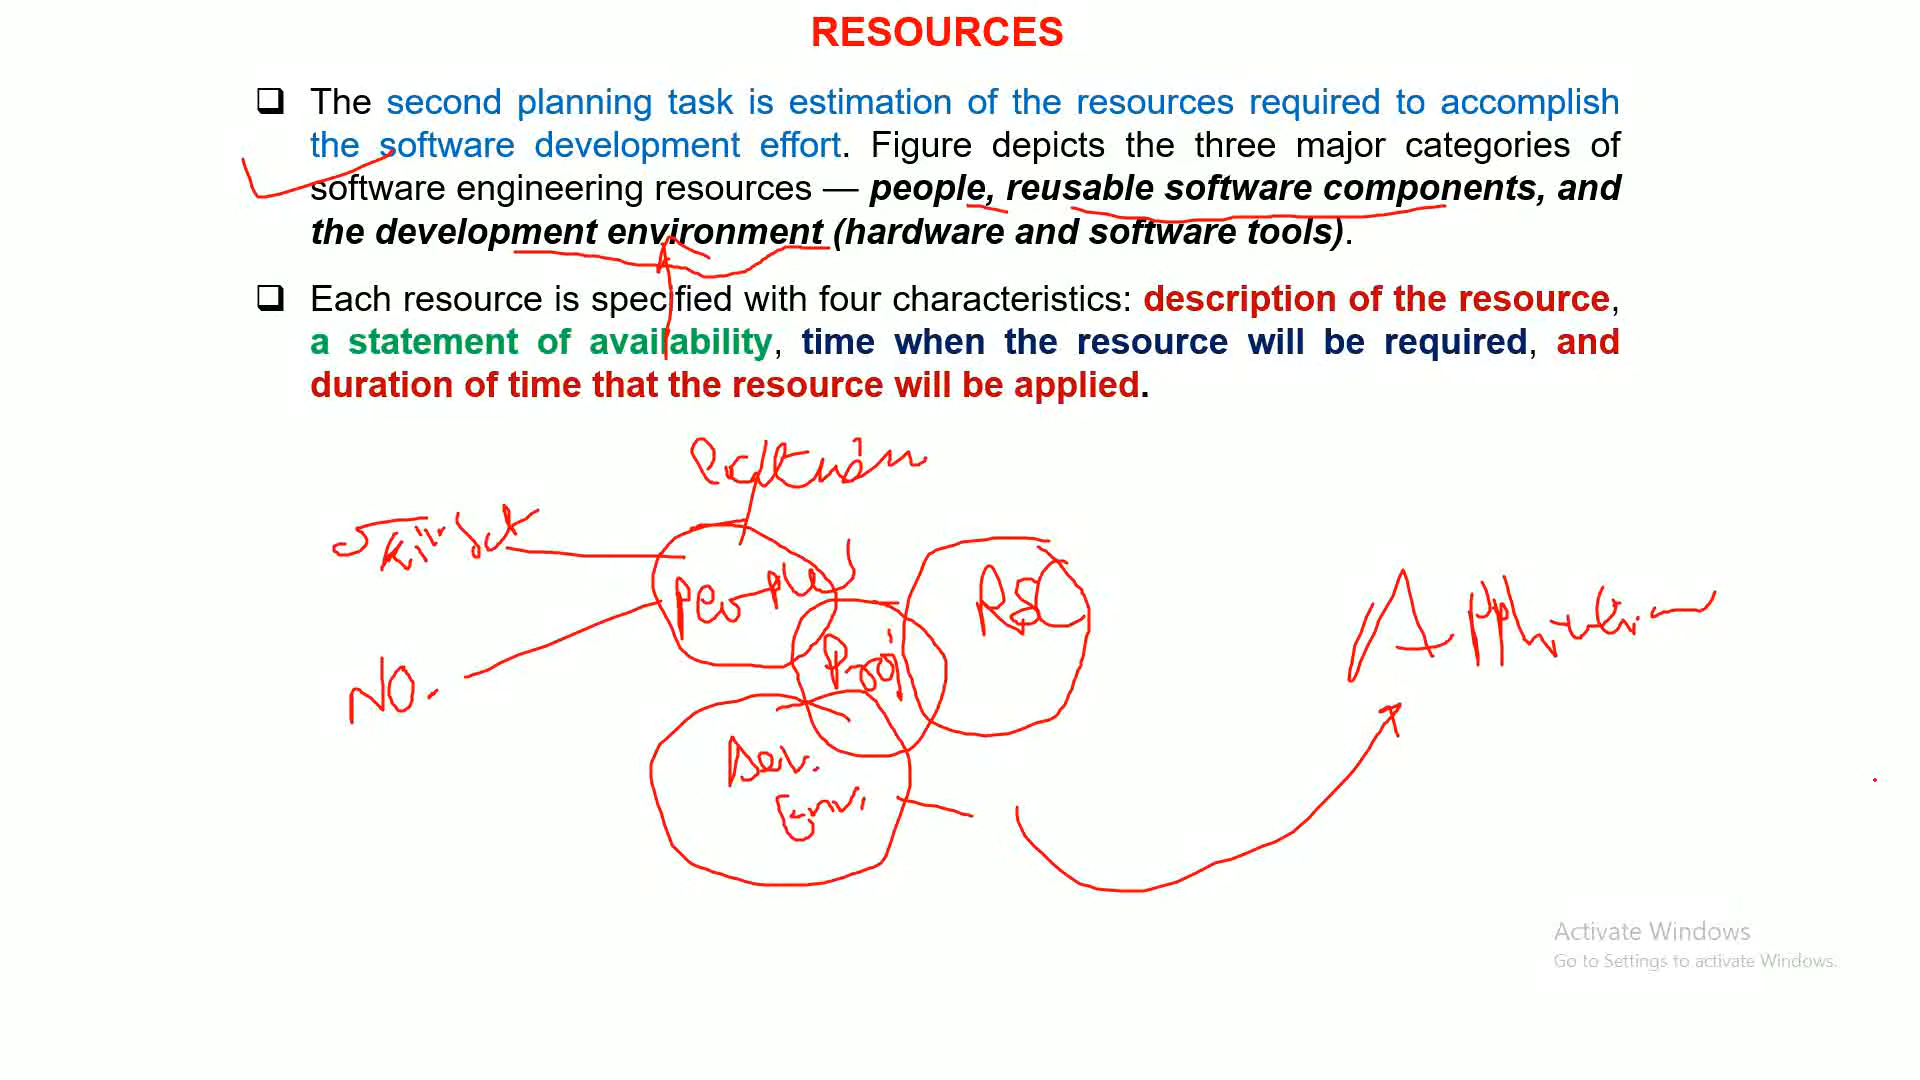 RESOURCES
❑ The second planning task is estimation of the resources required to accomplish
the software development effort. Figure depicts the three major categories of
software engineering resources — people, reusable software components, and
the development environment (hardware and software tools).
❑ Each resource is specified with four characteristics: description of the resource,
a statement of availability, time when the resource will be required, and
duration of time that the resource will be applied.
Skill set
People
RSC
NO.
Proj
Dev.
Env.
Application
Activate Windows
Go to Settings to activate Windows.